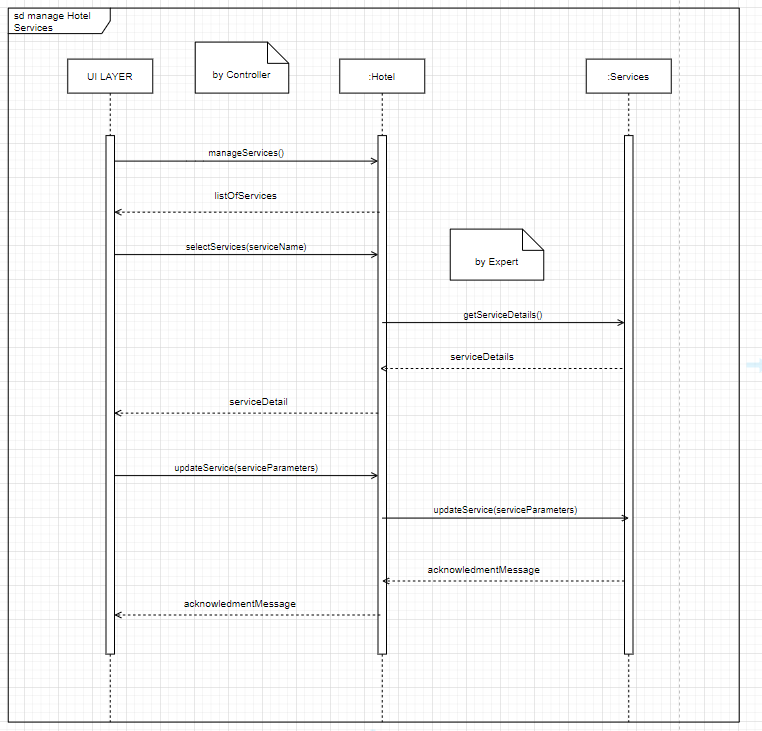 sd manage Hotel
Services
UI LAYER
by Controller
:Hotel
:Services
manageServices()
listOfServices
selectServices(serviceName)
by Expert
getServiceDetails()
serviceDetails
serviceDetail
updateService(serviceParameters)
updateService(serviceParameters)
acknowledmentMessage
acknowledmentMessage